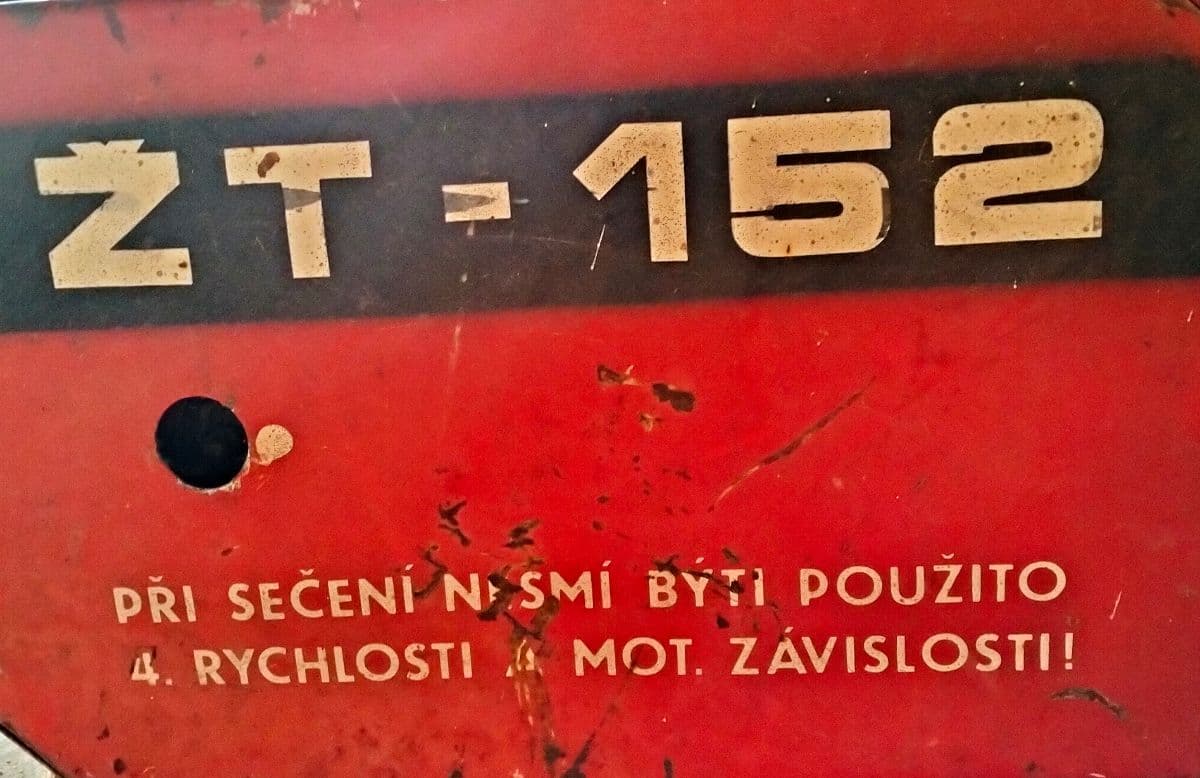 ŽT - 152
PŘI SEČENÍ NESMÍ BÝTI POUŽITO
4. RYCHLOSTI A MOT. ZÁVISLOSTI!